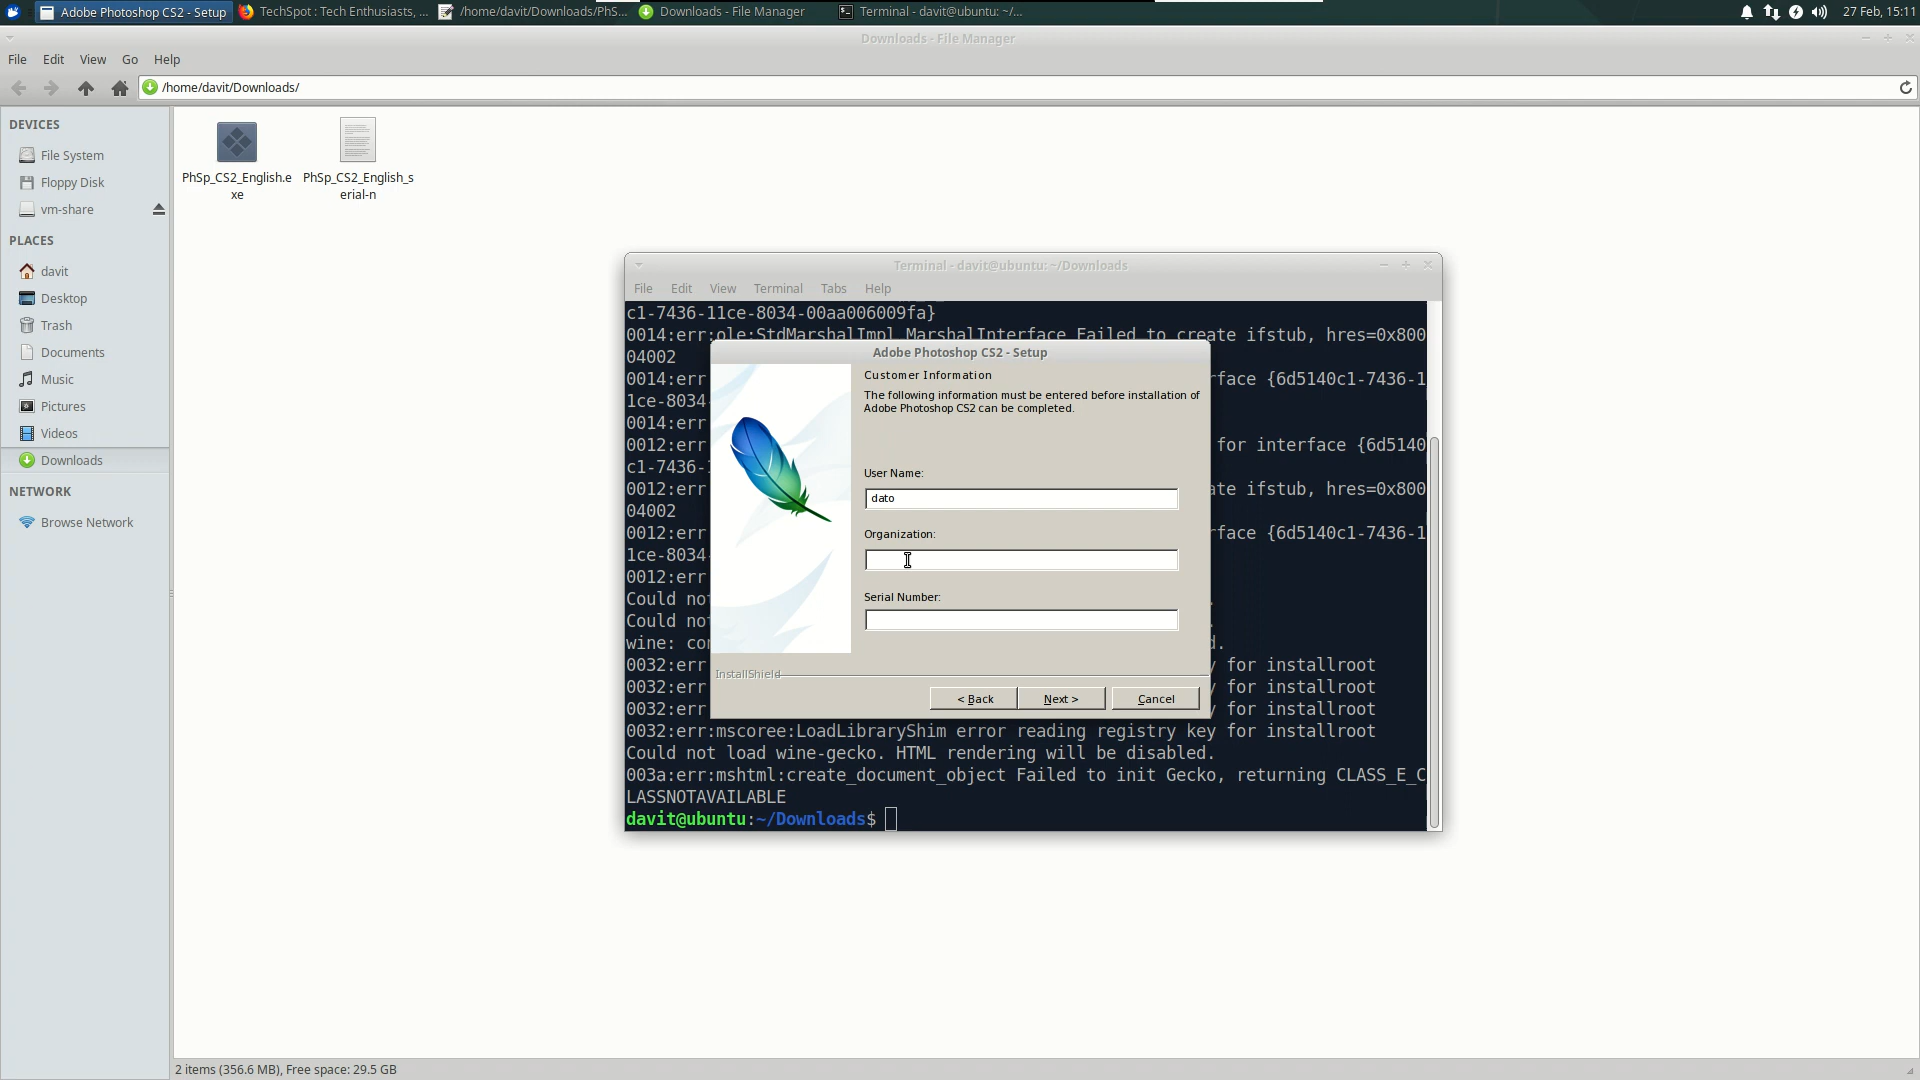 Adobe Photoshop CS2 - Setup
TechSpot : Tech Enthusiasts, ...
/home/davit/Downloads/PhS...
Downloads - File Manager
Terminal - davit@ubuntu: ~/...
27 Feb, 15:11
Downloads - File Manager
File Edit View Go Help
/home/davit/Downloads/
DEVICES
File System
Floppy Disk
vm-share
PLACES
davit
Desktop
Trash
Documents
Music
Pictures
Videos
Downloads
NETWORK
Browse Network
PhSp_CS2_English.e
xe
PhSp_CS2_English_s
erial-n
Terminal - davit@ubuntu: ~/Downloads
File Edit View Terminal Tabs Help
c1-7436-11ce-8034-00aa006009fa}
0014:err:ole:StdMarshalImpl_MarshalInterface Failed to create ifstub, hres=0x800
04002
0014:err
rface {6d5140c1-7436-1
1ce-8034-
0014:err
0012:err
for interface {6d5140
c1-7436-1
0012:err
ate ifstub, hres=0x800
04002
0012:err
rface {6d5140c1-7436-1
1ce-8034-
0012:err
Could no
Could no
wine: co
d.
0032:err
y for installroot
0032:err
y for installroot
0032:err
y for installroot
0032:err:mscoree:LoadLibraryShim error reading registry key for installroot
Could not load wine-gecko. HTML rendering will be disabled.
003a:err:mshtml:create_document_object Failed to init Gecko, returning CLASS_E_C
LASSNOTAVAILABLE
davit@ubuntu:~/Downloads$
Adobe Photoshop CS2 - Setup
Customer Information
The following information must be entered before installation of
Adobe Photoshop CS2 can be completed.
User Name:
dato
Organization:
Serial Number:
InstallShield
< Back
Next >
Cancel
2 items (356.6 MB), Free space: 29.5 GB